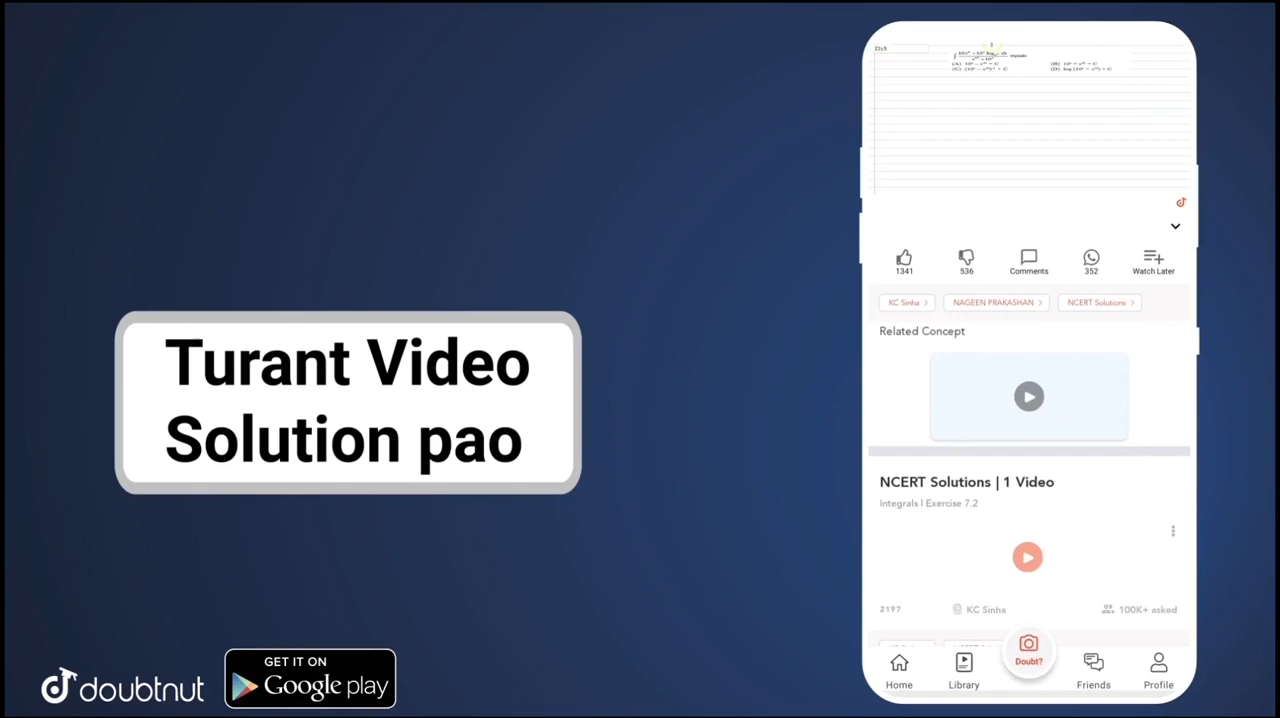 Turant Video
Solution pao
doubtnut
GET IT ON
Google play
equals
1341
536
Comments
352
Watch Later
KC Sinha >
NAGEEN PRAKASHAN >
NCERT Solutions >
Related Concept
NCERT Solutions | 1 Video
Integrals | Exercise 7.2
2197
KC Sinha
100K+ asked
Doubt?
Home
Library
Friends
Profile